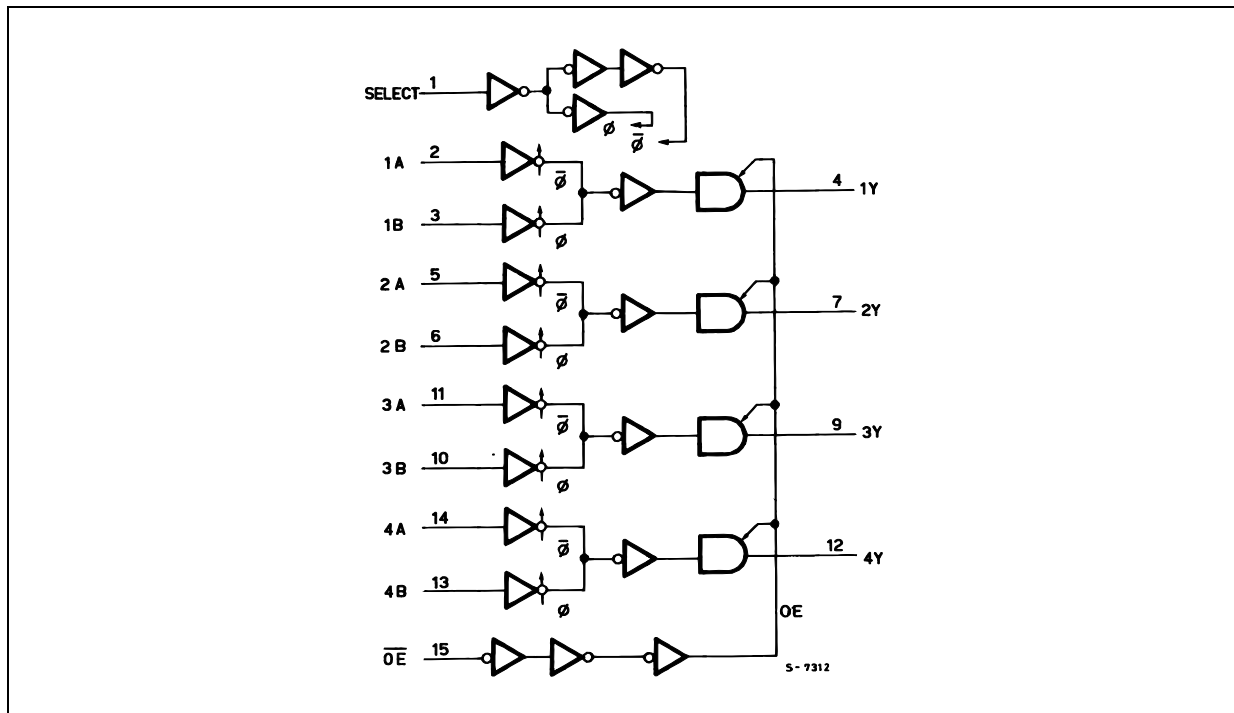 SELECT 1
ø ø̅
1A 2
ø̅
4 1Y
1B 3
ø
2A 5
ø̅
7 2Y
2B 6
ø
3A 11
ø̅
9 3Y
3B 10
ø
4A 14
ø̅
12 4Y
4B 13
ø
OE
O̅E̅ 15
S-7312